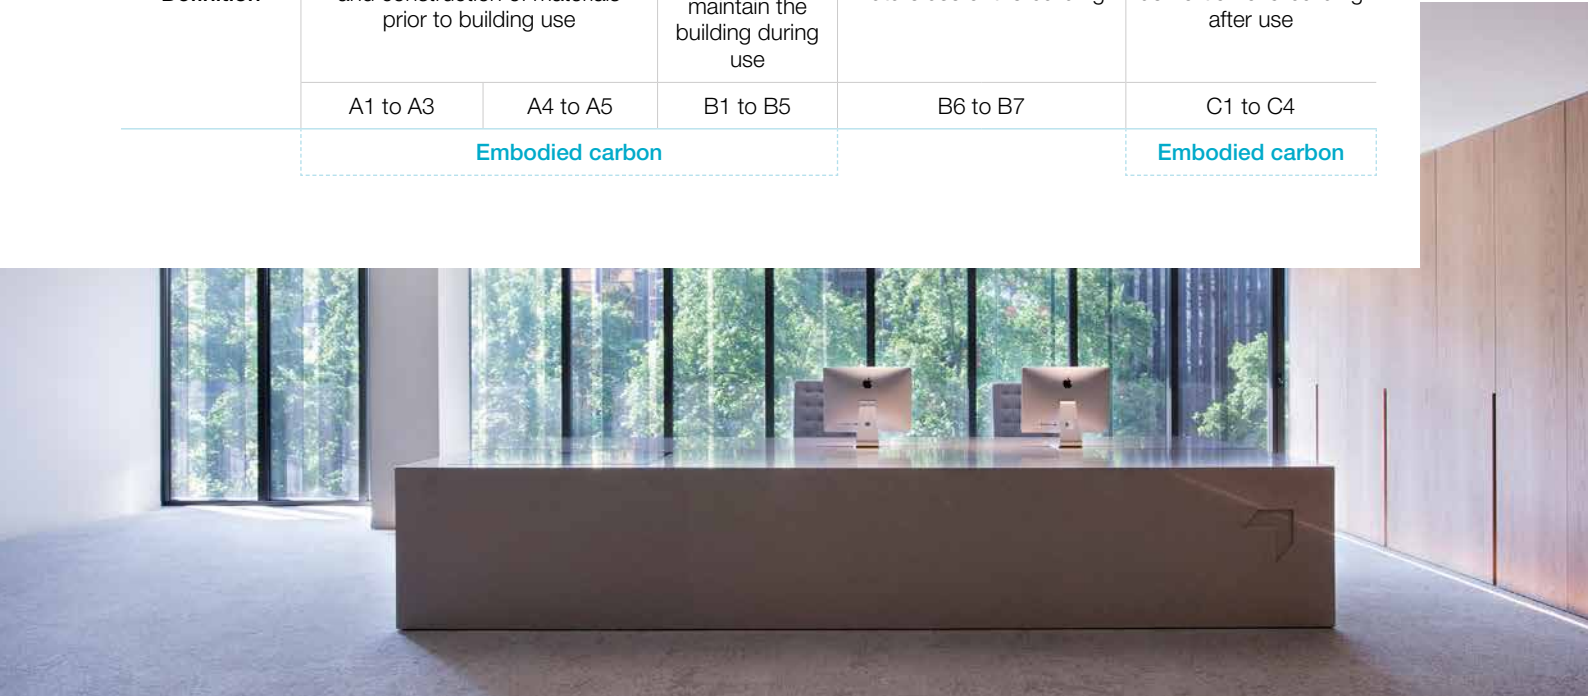 prior to building use
maintain the
building during
use
after use
A1 to A3
A4 to A5
B1 to B5
B6 to B7
C1 to C4
Embodied carbon
Embodied carbon